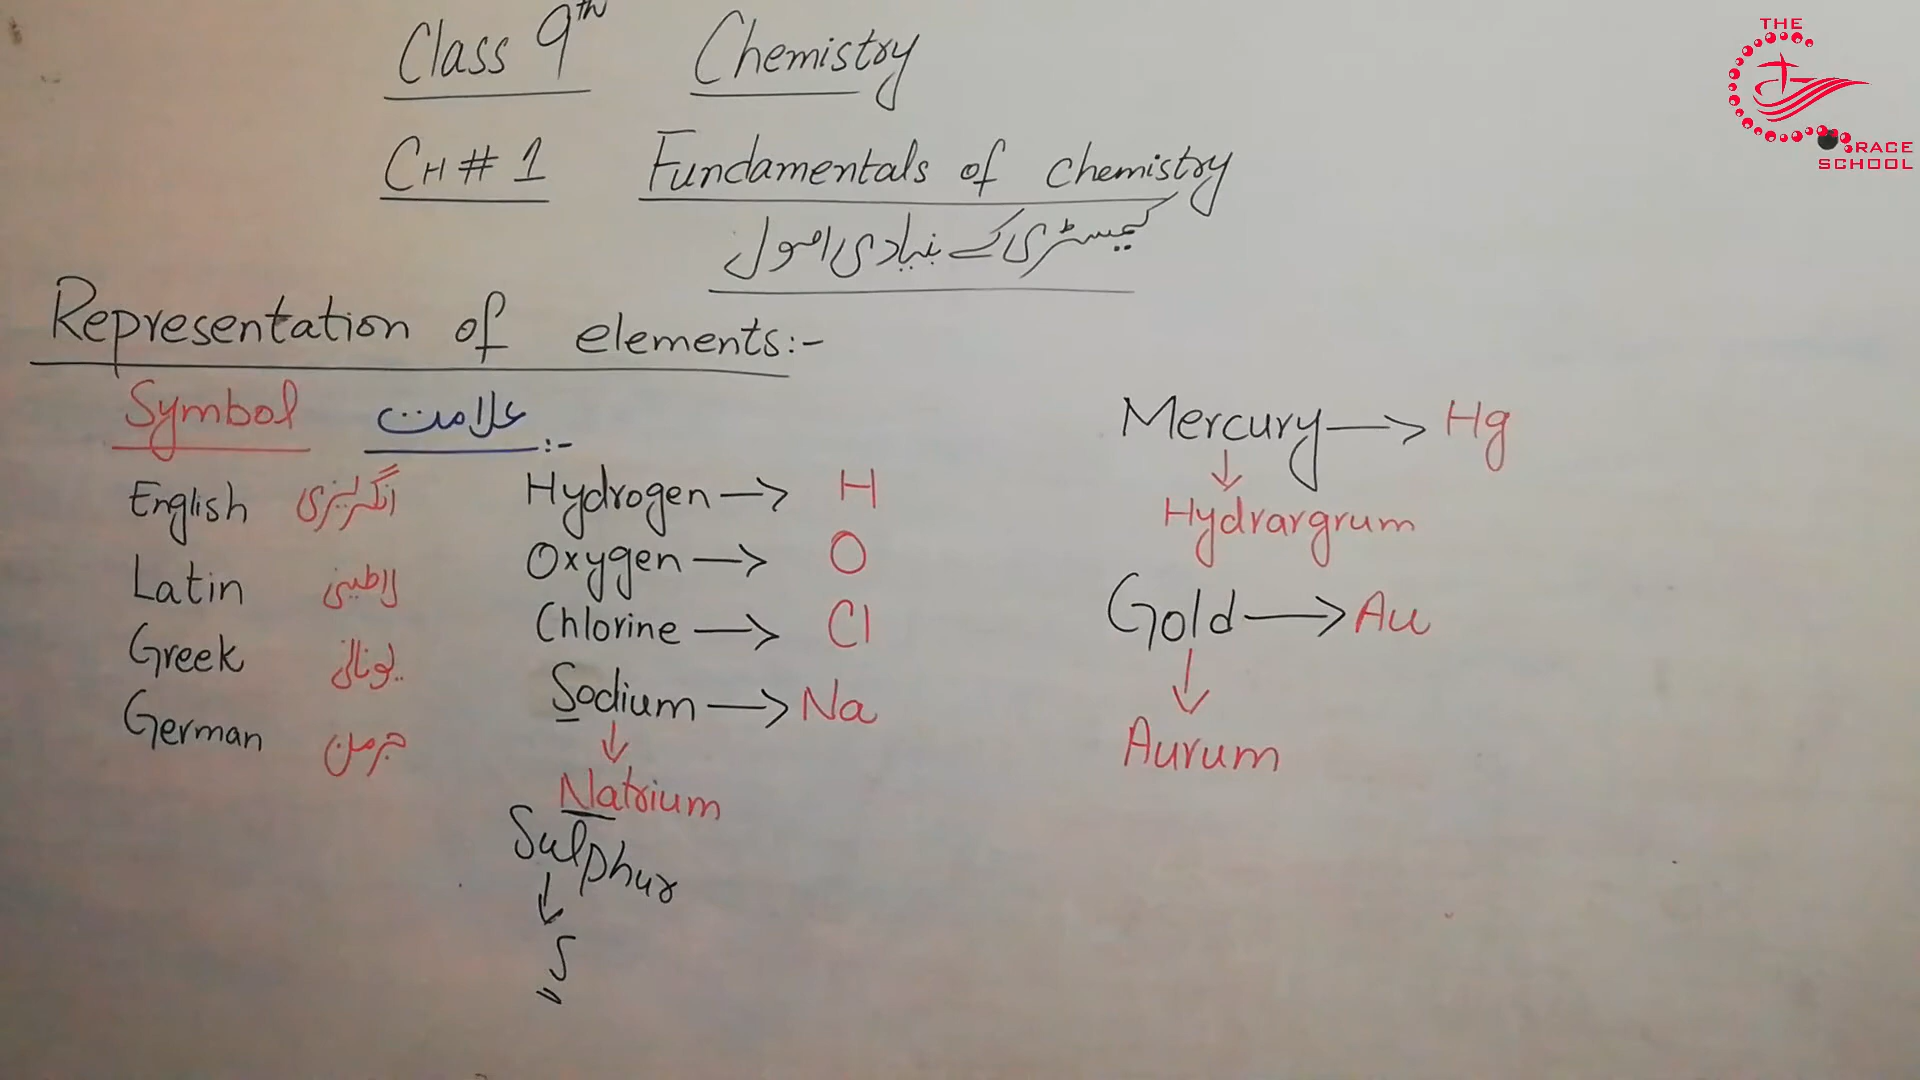 Class 9th Chemistry
CH # 1 Fundamentals of chemistry
کیمسٹری کے بنیادی اصول
Representation of elements:-
Symbol علامت :-
English انگریزی
Latin لاطینی
Greek یونانی
German جرمن
Hydrogen → H
Oxygen → O
Chlorine → Cl
Sodium → Na
↓
Natrium
Sulphur
↓
S
Mercury → Hg
↓
Hydrargrum
Gold → Au
↓
Aurum
THE
GRACE
SCHOOL